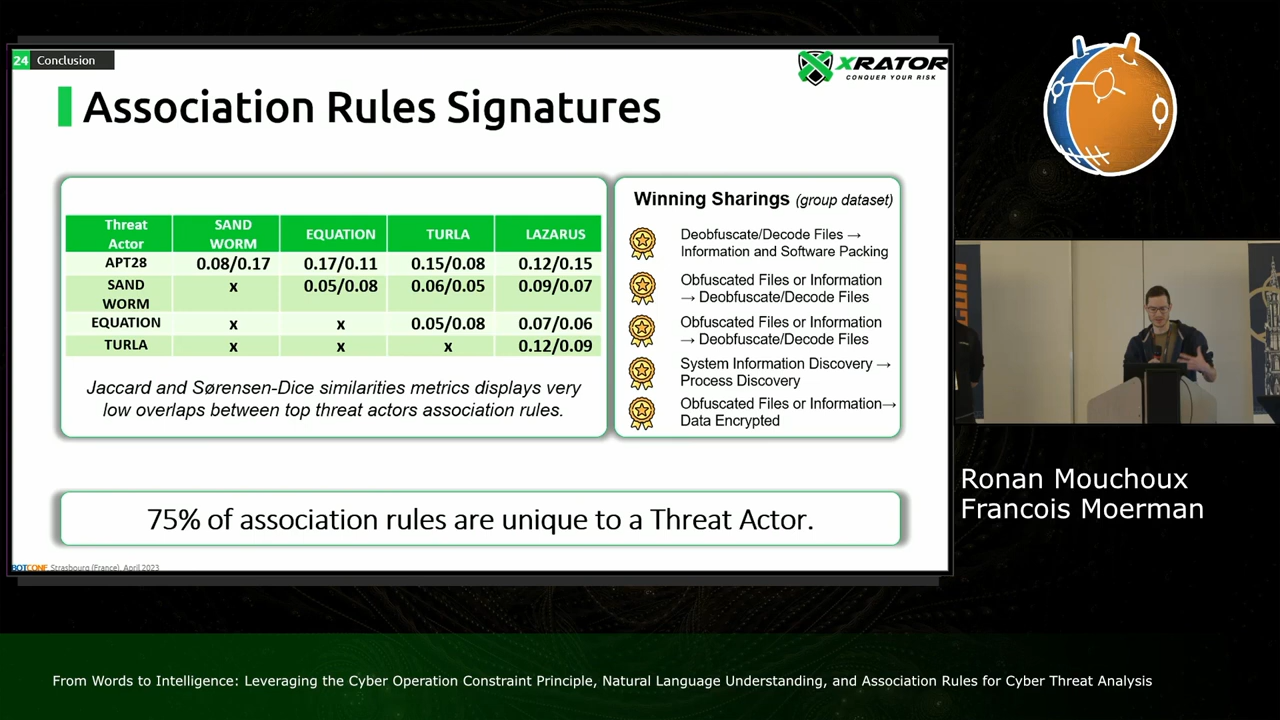 24 Conclusion
XRATOR
CONQUER YOUR RISK
Association Rules Signatures
Threat Actor SAND WORM EQUATION TURLA LAZARUS
APT28 0.08/0.17 0.17/0.11 0.15/0.08 0.12/0.15
SAND WORM x 0.05/0.08 0.06/0.05 0.09/0.07
EQUATION x x 0.05/0.08 0.07/0.06
TURLA x x x 0.12/0.09
Jaccard and Sørensen-Dice similarities metrics displays very
low overlaps between top threat actors association rules.
Winning Sharings (group dataset)
Deobfuscate/Decode Files →
Information and Software Packing
Obfuscated Files or Information
→ Deobfuscate/Decode Files
Obfuscated Files or Information
→ Deobfuscate/Decode Files
System Information Discovery →
Process Discovery
Obfuscated Files or Information→
Data Encrypted
75% of association rules are unique to a Threat Actor.
BOTCONF Strasbourg (France), April 2023
Ronan Mouchoux
Francois Moerman
From Words to Intelligence: Leveraging the Cyber Operation Constraint Principle, Natural Language Understanding, and Association Rules for Cyber Threat Analysis